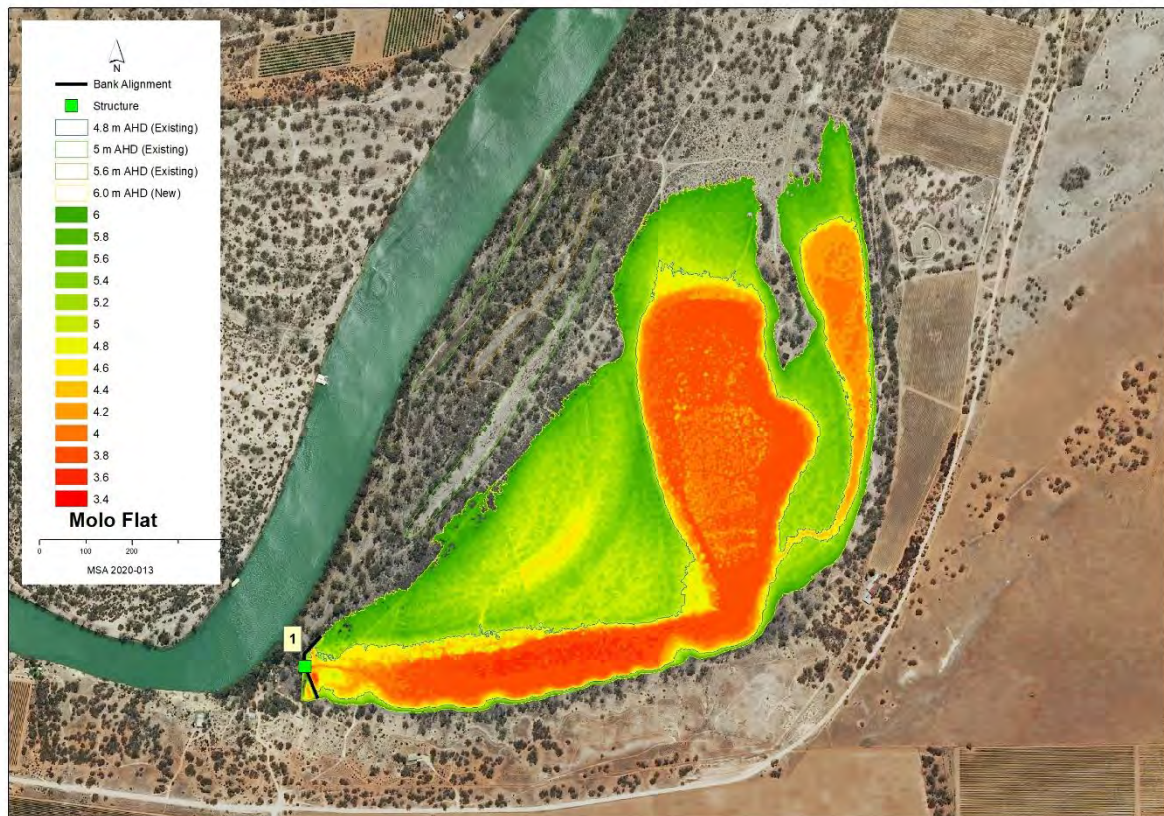 N
Bank Alignment
Structure
4.8 m AHD (Existing)
5 m AHD (Existing)
5.6 m AHD (Existing)
6.0 m AHD (New)
6
5.8
5.6
5.4
5.2
5
4.8
4.6
4.4
4.2
4
3.8
3.6
3.4
Molo Flat
0 100 200
MSA 2020-013
1